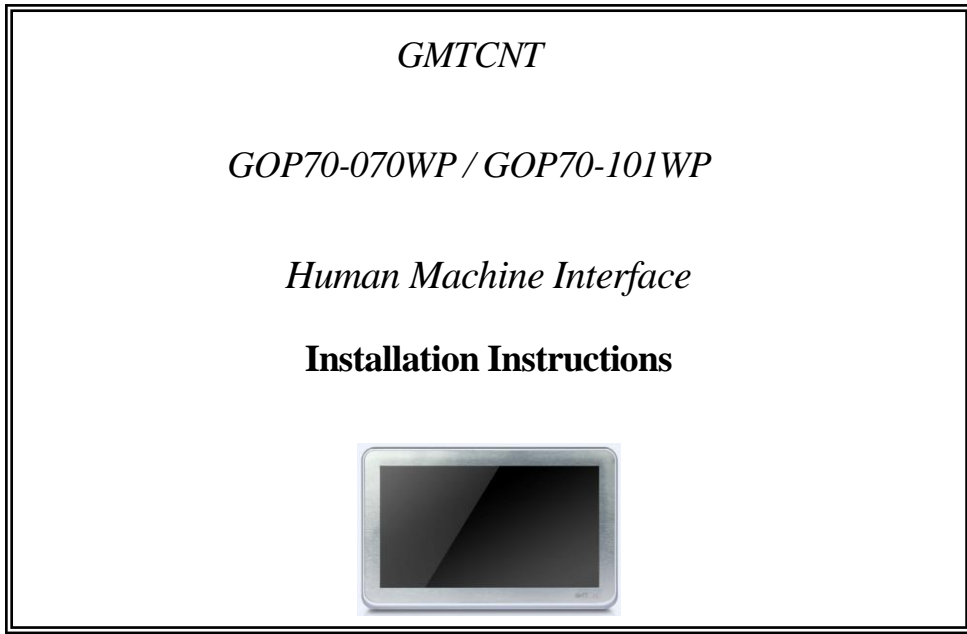 GMTCNT
GOP70-070WP / GOP70-101WP
Human Machine Interface
Installation Instructions